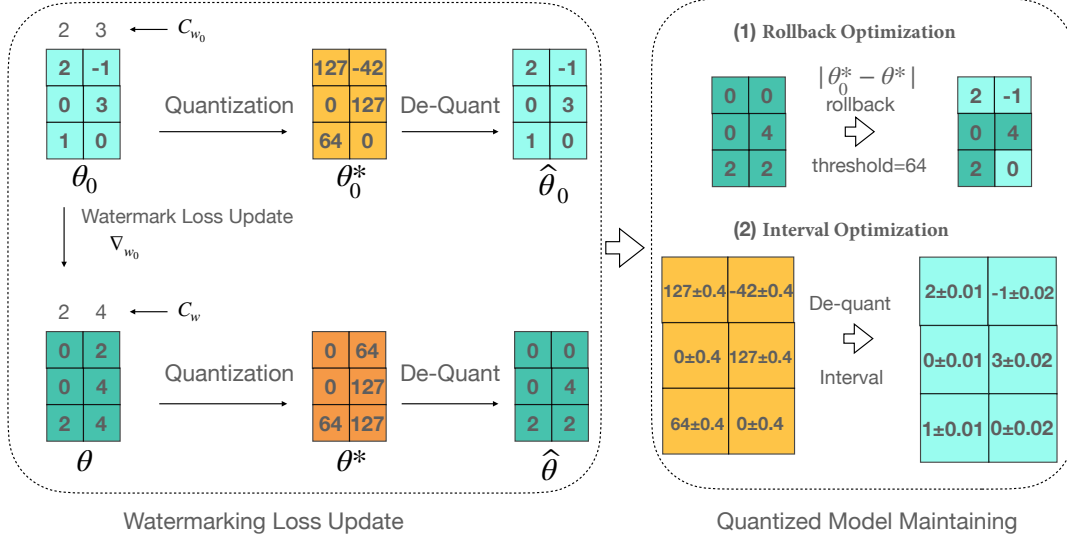 2 3 C_{w_0}
2 -1
0 3
1 0
θ_0
Quantization
127 -42
0 127
64 0
θ_0^*
De-Quant
2 -1
0 3
1 0
θ̂_0
Watermark Loss Update
∇_{w_0}
2 4 C_w
0 2
0 4
2 4
θ
Quantization
0 64
0 127
64 127
θ*
De-Quant
0 0
0 4
2 2
θ̂
Watermarking Loss Update
(1) Rollback Optimization
0 0
0 4
2 2
|θ_0^* − θ*|
rollback
threshold=64
2 -1
0 4
2 0
(2) Interval Optimization
127±0.4 -42±0.4
0±0.4 127±0.4
64±0.4 0±0.4
De-quant
Interval
2±0.01 -1±0.02
0±0.01 3±0.02
1±0.01 0±0.02
Quantized Model Maintaining